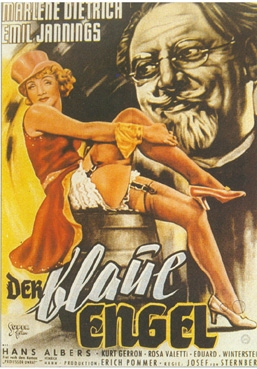 MARLENE DIETRICH
EMIL JANNINGS
DER blaue
ENGEL
HANS ALBERS
KURT GERRON · ROSA VALETTI · EDUARD v. WINTERSTEIN
PRODUKTION: ERICH POMMER · REGIE: JOSEF von STERNBERG